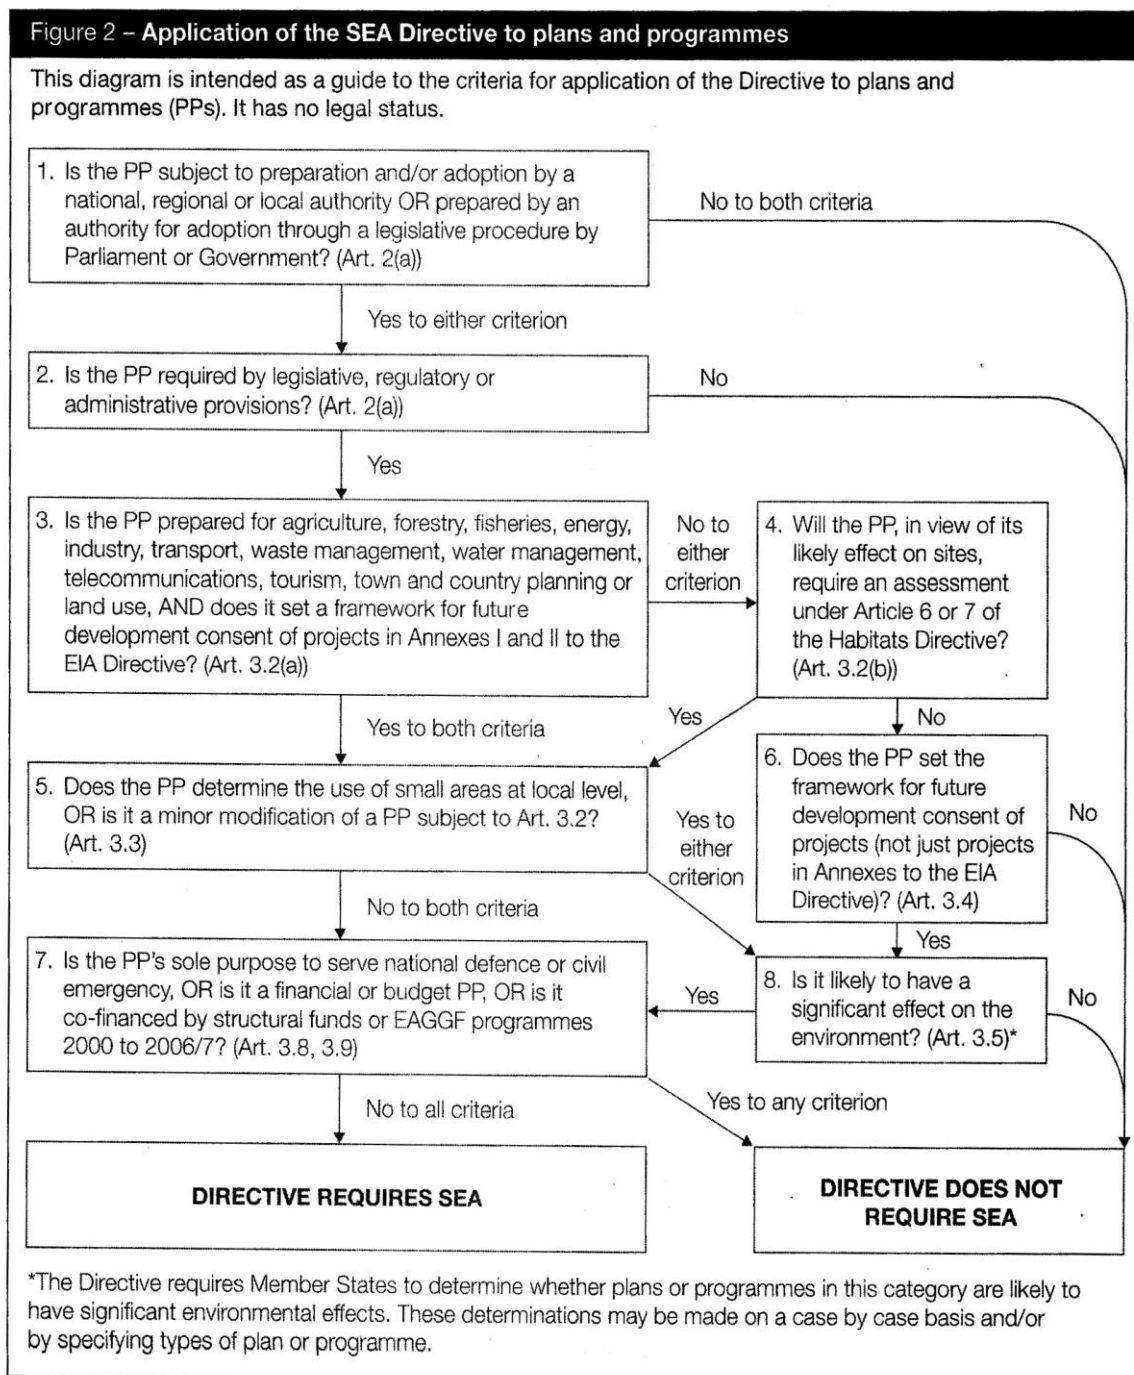 Figure 2 – Application of the SEA Directive to plans and programmes
This diagram is intended as a guide to the criteria for application of the Directive to plans and
programmes (PPs). It has no legal status.
1. Is the PP subject to preparation and/or adoption by a
national, regional or local authority OR prepared by an
authority for adoption through a legislative procedure by
Parliament or Government? (Art. 2(a))
No to both criteria
Yes to either criterion
2. Is the PP required by legislative, regulatory or
administrative provisions? (Art. 2(a))
No
Yes
3. Is the PP prepared for agriculture, forestry, fisheries, energy,
industry, transport, waste management, water management,
telecommunications, tourism, town and country planning or
land use, AND does it set a framework for future
development consent of projects in Annexes I and II to the
EIA Directive? (Art. 3.2(a))
No to
either
criterion
4. Will the PP, in view of its
likely effect on sites,
require an assessment
under Article 6 or 7 of
the Habitats Directive?
(Art. 3.2(b))
Yes to both criteria
Yes
No
5. Does the PP determine the use of small areas at local level,
OR is it a minor modification of a PP subject to Art. 3.2?
(Art. 3.3)
Yes to
either
criterion
6. Does the PP set the
framework for future
development consent of
projects (not just projects
in Annexes to the EIA
Directive)? (Art. 3.4)
No
No to both criteria
Yes
7. Is the PP's sole purpose to serve national defence or civil
emergency, OR is it a financial or budget PP, OR is it
co-financed by structural funds or EAGGF programmes
2000 to 2006/7? (Art. 3.8, 3.9)
Yes
8. Is it likely to have a
significant effect on the
environment? (Art. 3.5)*
No
No to all criteria
Yes to any criterion
DIRECTIVE REQUIRES SEA
DIRECTIVE DOES NOT
REQUIRE SEA
*The Directive requires Member States to determine whether plans or programmes in this category are likely to
have significant environmental effects. These determinations may be made on a case by case basis and/or
by specifying types of plan or programme.